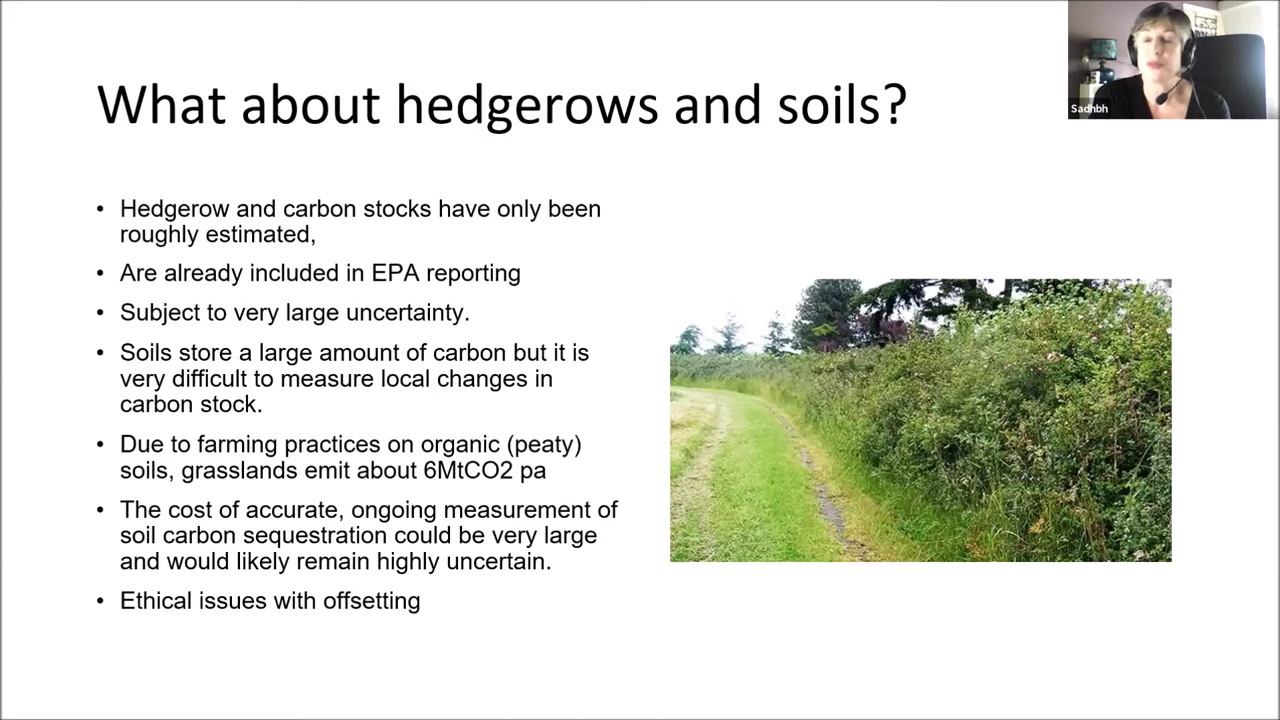 What about hedgerows and soils?
Sadhbh
• Hedgerow and carbon stocks have only been
roughly estimated,
• Are already included in EPA reporting
• Subject to very large uncertainty.
• Soils store a large amount of carbon but it is
very difficult to measure local changes in
carbon stock.
• Due to farming practices on organic (peaty)
soils, grasslands emit about 6MtCO2 pa
• The cost of accurate, ongoing measurement of
soil carbon sequestration could be very large
and would likely remain highly uncertain.
• Ethical issues with offsetting